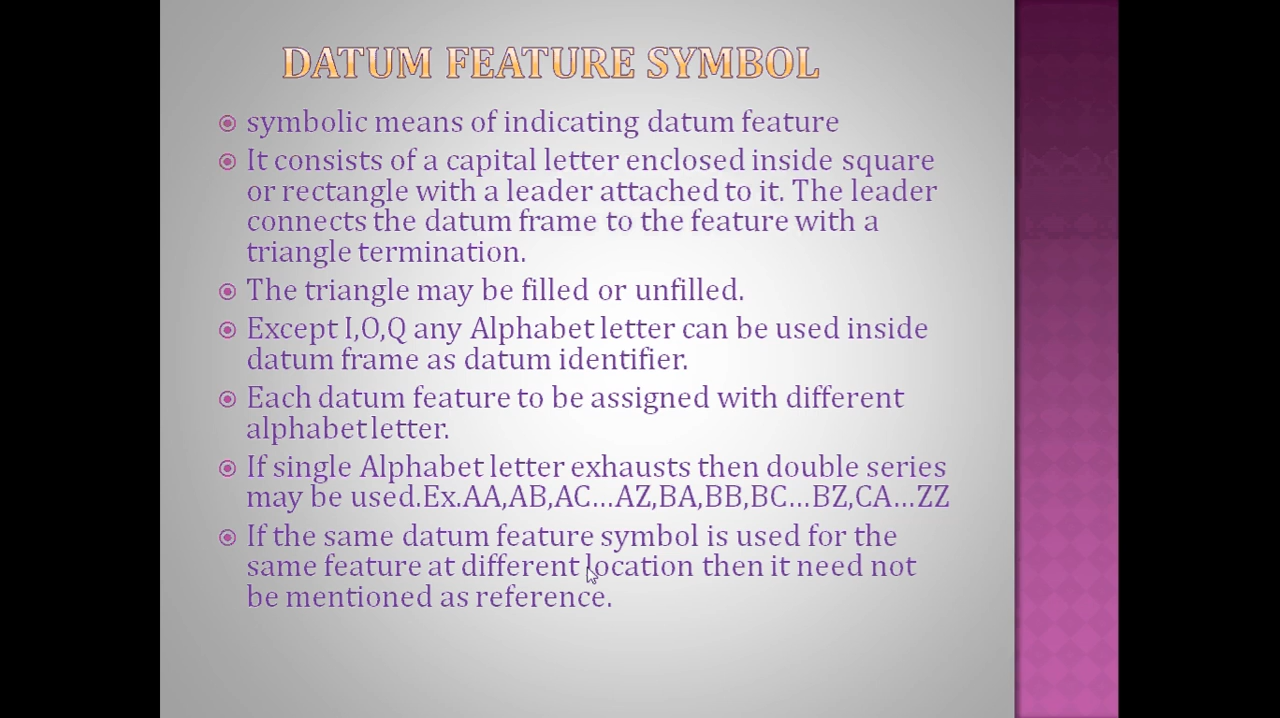 DATUM FEATURE SYMBOL
symbolic means of indicating datum feature
It consists of a capital letter enclosed inside square
or rectangle with a leader attached to it. The leader
connects the datum frame to the feature with a
triangle termination.
The triangle may be filled or unfilled.
Except I,O,Q any Alphabet letter can be used inside
datum frame as datum identifier.
Each datum feature to be assigned with different
alphabet letter.
If single Alphabet letter exhausts then double series
may be used.Ex.AA,AB,AC...AZ,BA,BB,BC...BZ,CA...ZZ
If the same datum feature symbol is used for the
same feature at different location then it need not
be mentioned as reference.